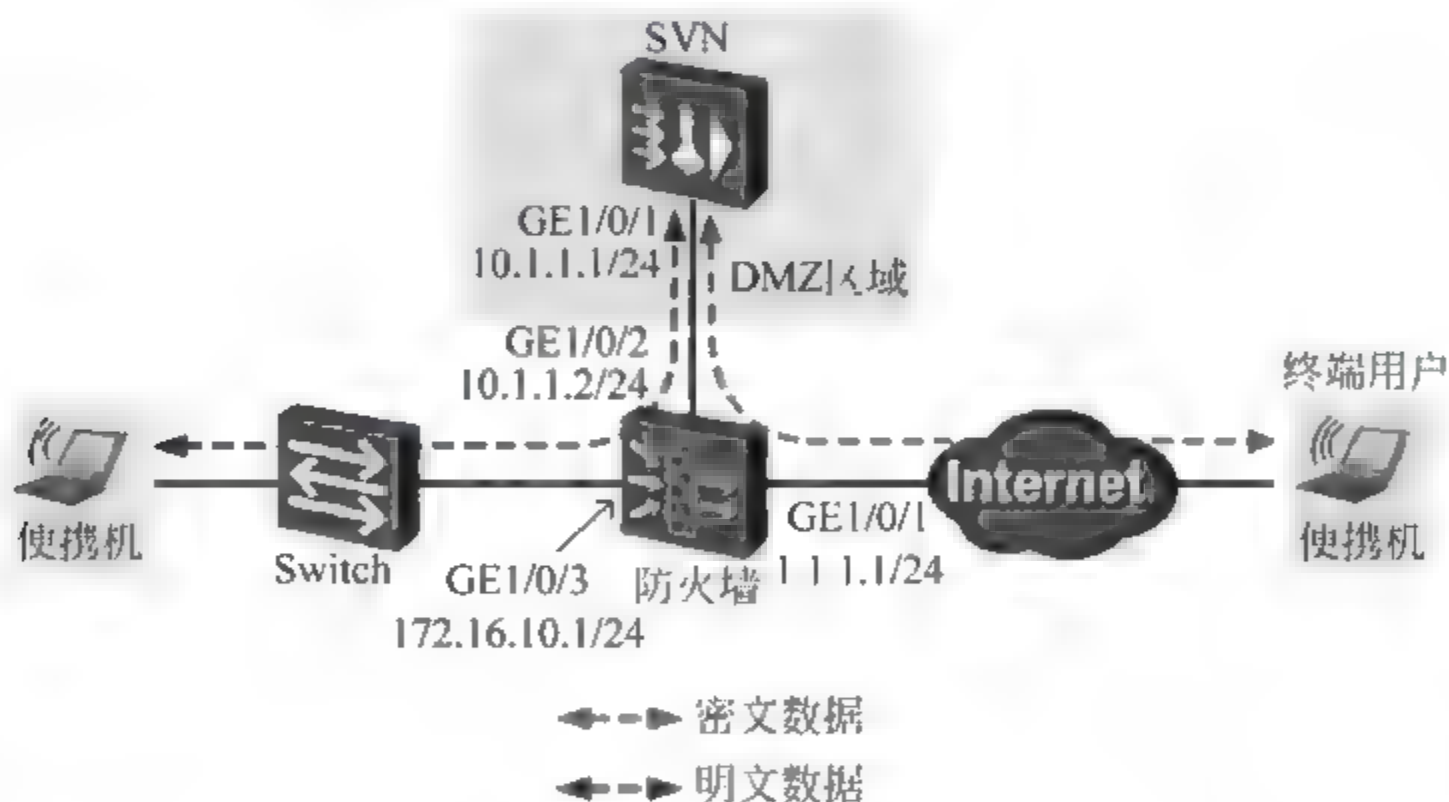 SVN
GE1/0/1
10.1.1.1/24
DMZ区域
GE1/0/2
10.1.1.2/24
终端用户
Internet
便携机
Switch
GE1/0/3
172.16.10.1/24
防火墙
GE1/0/1
1 1 1.1/24
便携机
密文数据
明文数据